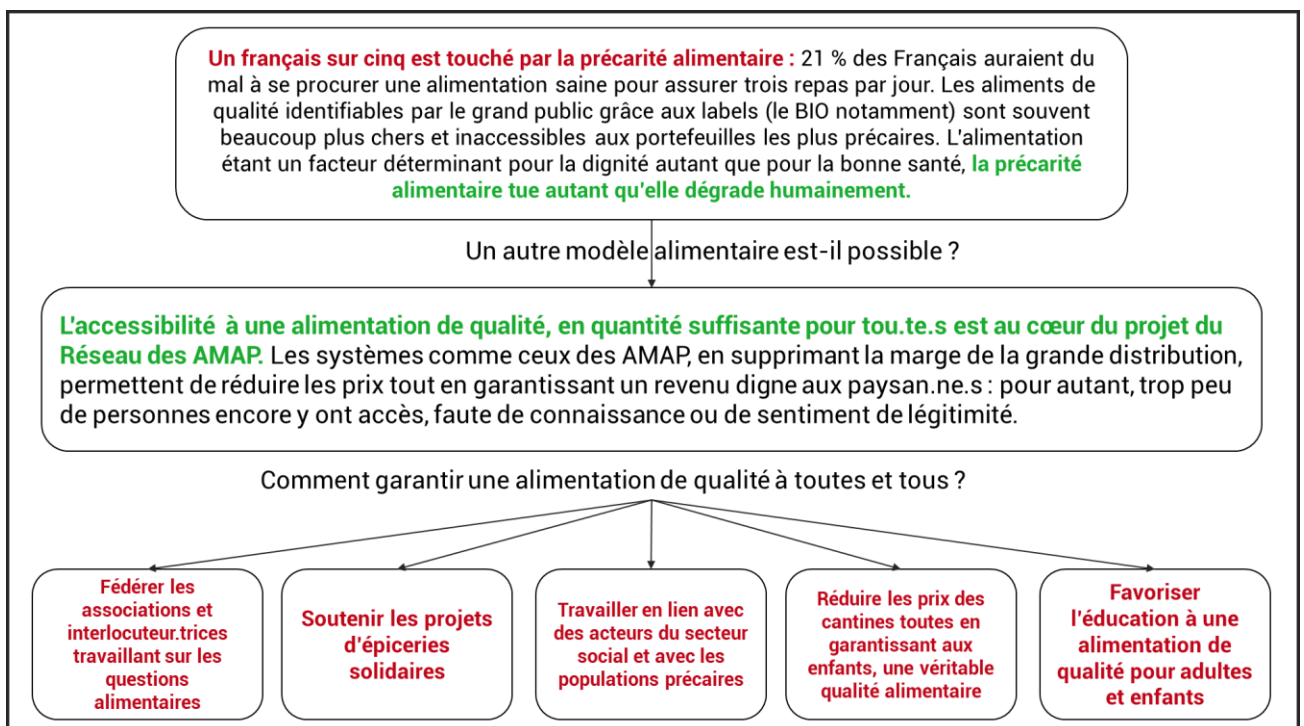 Un français sur cinq est touché par la précarité alimentaire : 21 % des Français auraient du
mal à se procurer une alimentation saine pour assurer trois repas par jour. Les aliments de
qualité identifiables par le grand public grâce aux labels (le BIO notamment) sont souvent
beaucoup plus chers et inaccessibles aux portefeuilles les plus précaires. L'alimentation
étant un facteur déterminant pour la dignité autant que pour la bonne santé, la précarité
alimentaire tue autant qu'elle dégrade humainement.
Un autre modèle alimentaire est-il possible ?
L'accessibilité à une alimentation de qualité, en quantité suffisante pour tou.te.s est au cœur du projet du
Réseau des AMAP. Les systèmes comme ceux des AMAP, en supprimant la marge de la grande distribution,
permettent de réduire les prix tout en garantissant un revenu digne aux paysan.ne.s : pour autant, trop peu
de personnes encore y ont accès, faute de connaissance ou de sentiment de légitimité.
Comment garantir une alimentation de qualité à toutes et tous ?
Fédérer les
associations et
interlocuteur.trices
travaillant sur les
questions
alimentaires
Soutenir les projets
d'épiceries
solidaires
Travailler en lien avec
des acteurs du secteur
social et avec les
populations précaires
Réduire les prix des
cantines toutes en
garantissant aux
enfants, une véritable
qualité alimentaire
Favoriser
l'éducation à une
alimentation de
qualité pour adultes
et enfants